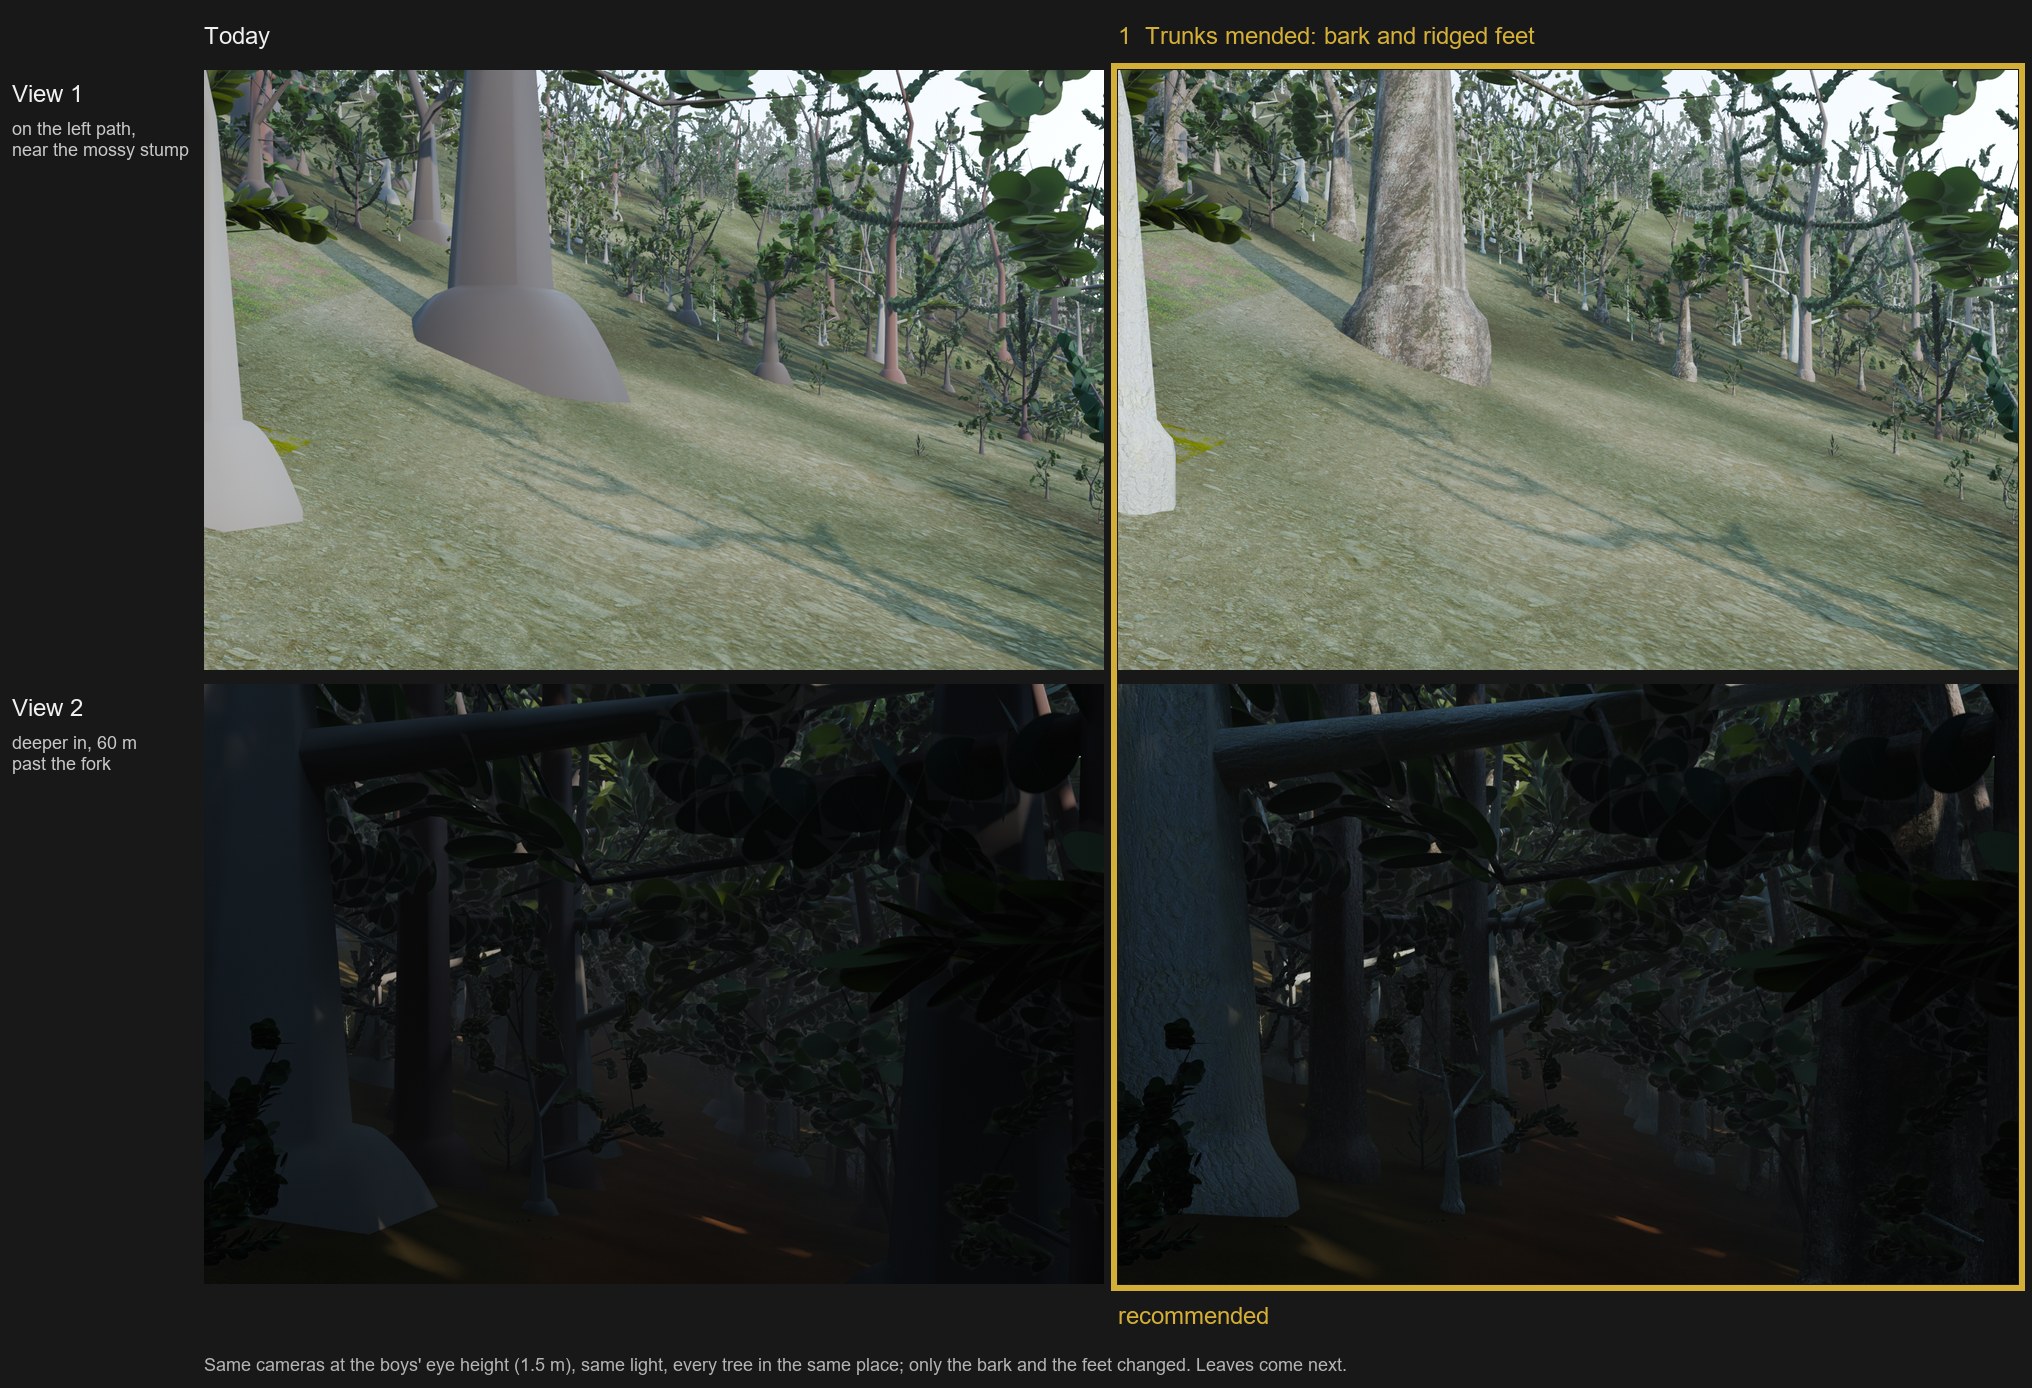 Today
1 Trunks mended: bark and ridged feet
View 1
on the left path,
near the mossy stump
View 2
deeper in, 60 m
past the fork
recommended
Same cameras at the boys' eye height (1.5 m), same light, every tree in the same place; only the bark and the feet changed. Leaves come next.